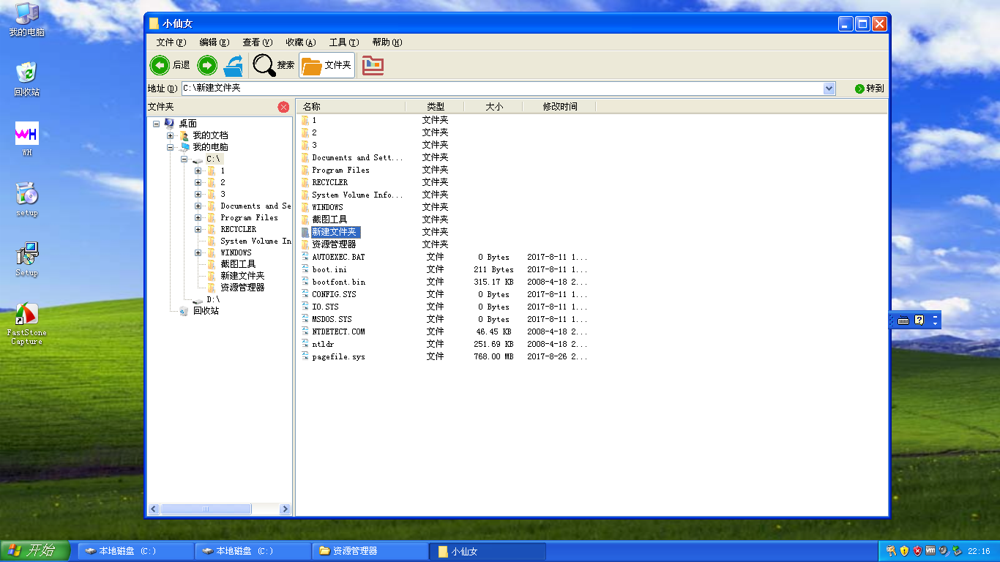 我的电脑
回收站
WH
WH
setup
Setup
FastStone
Capture
小仙女
文件(F) 编辑(E) 查看(V) 收藏(A) 工具(T) 帮助(H)
后退 搜索 文件夹
地址(D) C:\新建文件夹 转到
文件夹
桌面
我的文档
我的电脑
C:\
1
2
3
Documents and Se
Program Files
RECYCLER
System Volume In
WINDOWS
截图工具
新建文件夹
资源管理器
D:\
回收站
名称 类型 大小 修改时间
1 文件夹
2 文件夹
3 文件夹
Documents and Sett... 文件夹
Program Files 文件夹
RECYCLER 文件夹
System Volume Info... 文件夹
WINDOWS 文件夹
截图工具 文件夹
新建文件夹 文件夹
资源管理器 文件夹
AUTOEXEC.BAT 文件 0 Bytes 2017-8-11 1...
boot.ini 文件 211 Bytes 2017-8-11 1...
bootfont.bin 文件 315.17 KB 2008-4-18 2...
CONFIG.SYS 文件 0 Bytes 2017-8-11 1...
IO.SYS 文件 0 Bytes 2017-8-11 1...
MSDOS.SYS 文件 0 Bytes 2017-8-11 1...
NTDETECT.COM 文件 46.45 KB 2008-4-18 2...
ntldr 文件 251.69 KB 2008-4-18 2...
pagefile.sys 文件 768.00 MB 2017-8-26 2...
开始 本地磁盘 (C:) 本地磁盘 (C:) 资源管理器 小仙女 22:16